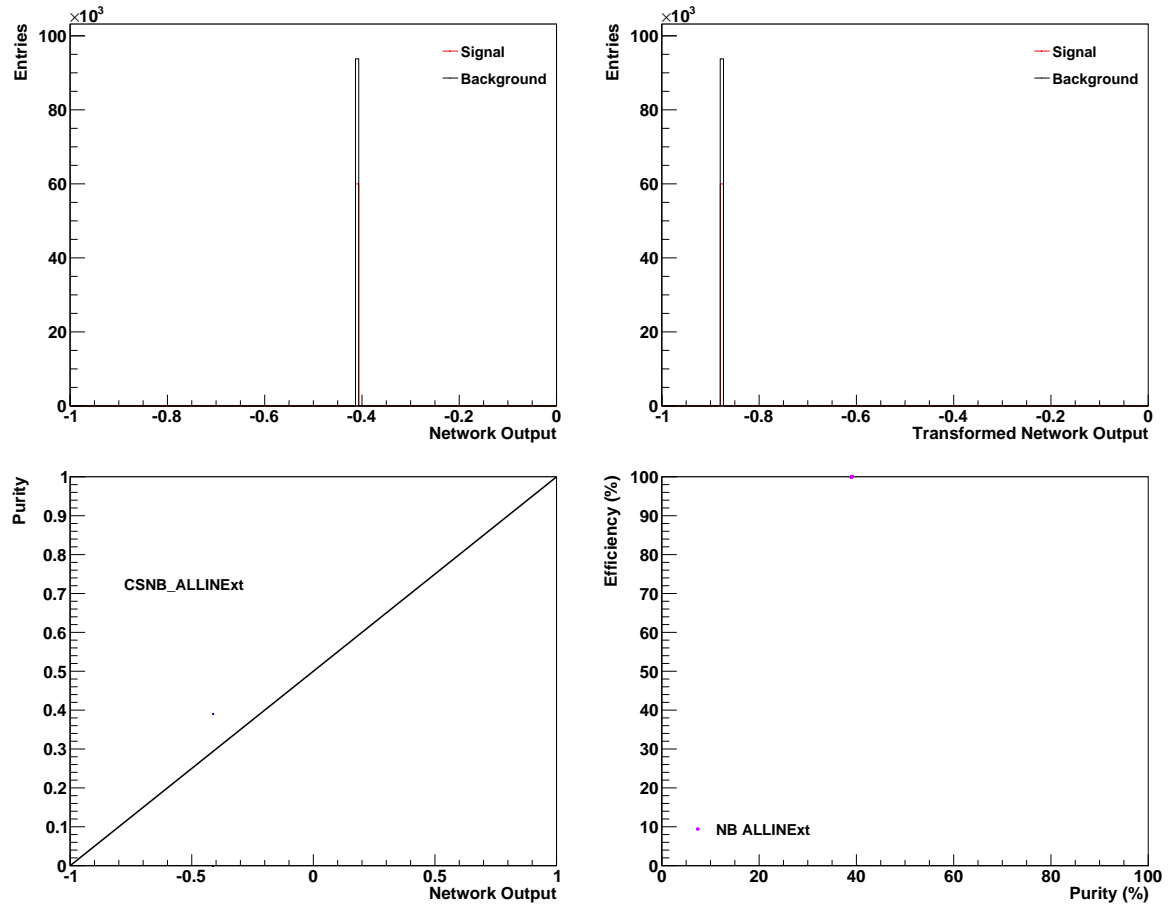 ×10³ ×10³
Entries
100
80
60
40
20
0
Signal
Background
-1 -0.8 -0.6 -0.4 -0.2 0
Network Output
Entries
100
80
60
40
20
0
Signal
Background
-1 -0.8 -0.6 -0.4 -0.2 0
Transformed Network Output
Purity
1
0.9
0.8
0.7
0.6
0.5
0.4
0.3
0.2
0.1
0
CSNB_ALLINExt
-1 -0.5 0 0.5 1
Network Output
Efficiency (%)
100
90
80
70
60
50
40
30
20
10
0
NB ALLINExt
0 20 40 60 80 100
Purity (%)